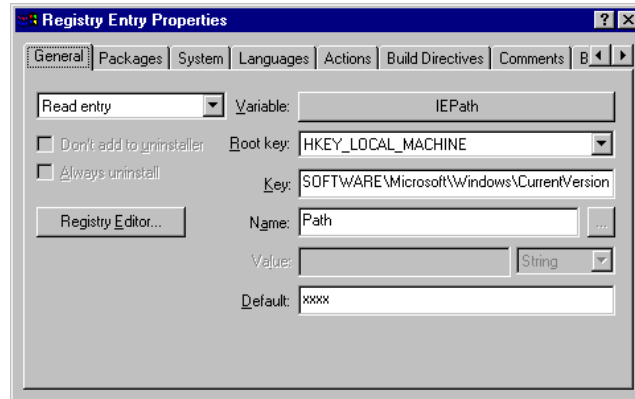 Registry Entry Properties
General Packages System Languages Actions Build Directives Comments B
Read entry Variable: IEPath
Don't add to uninstaller Root key: HKEY_LOCAL_MACHINE
Always uninstall Key: SOFTWARE\Microsoft\Windows\CurrentVersion
Registry Editor... Name: Path ...
Value: String
Default: xxxx